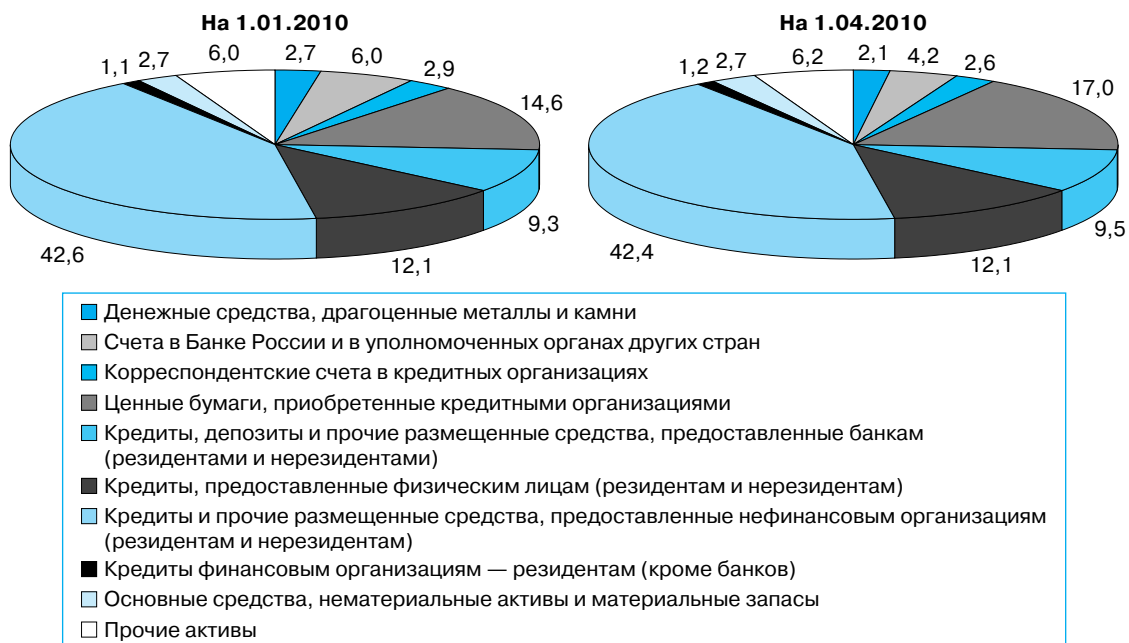 На 1.01.2010
1,1 2,7 6,0 2,7 6,0 2,9
14,6
9,3
12,1
42,6
На 1.04.2010
1,2 2,7 6,2 2,1 4,2 2,6
17,0
9,5
12,1
42,4
Денежные средства, драгоценные металлы и камни
Счета в Банке России и в уполномоченных органах других стран
Корреспондентские счета в кредитных организациях
Ценные бумаги, приобретенные кредитными организациями
Кредиты, депозиты и прочие размещенные средства, предоставленные банкам
(резидентами и нерезидентами)
Кредиты, предоставленные физическим лицам (резидентам и нерезидентам)
Кредиты и прочие размещенные средства, предоставленные нефинансовым организациям
(резидентам и нерезидентам)
Кредиты финансовым организациям — резидентам (кроме банков)
Основные средства, нематериальные активы и материальные запасы
Прочие активы